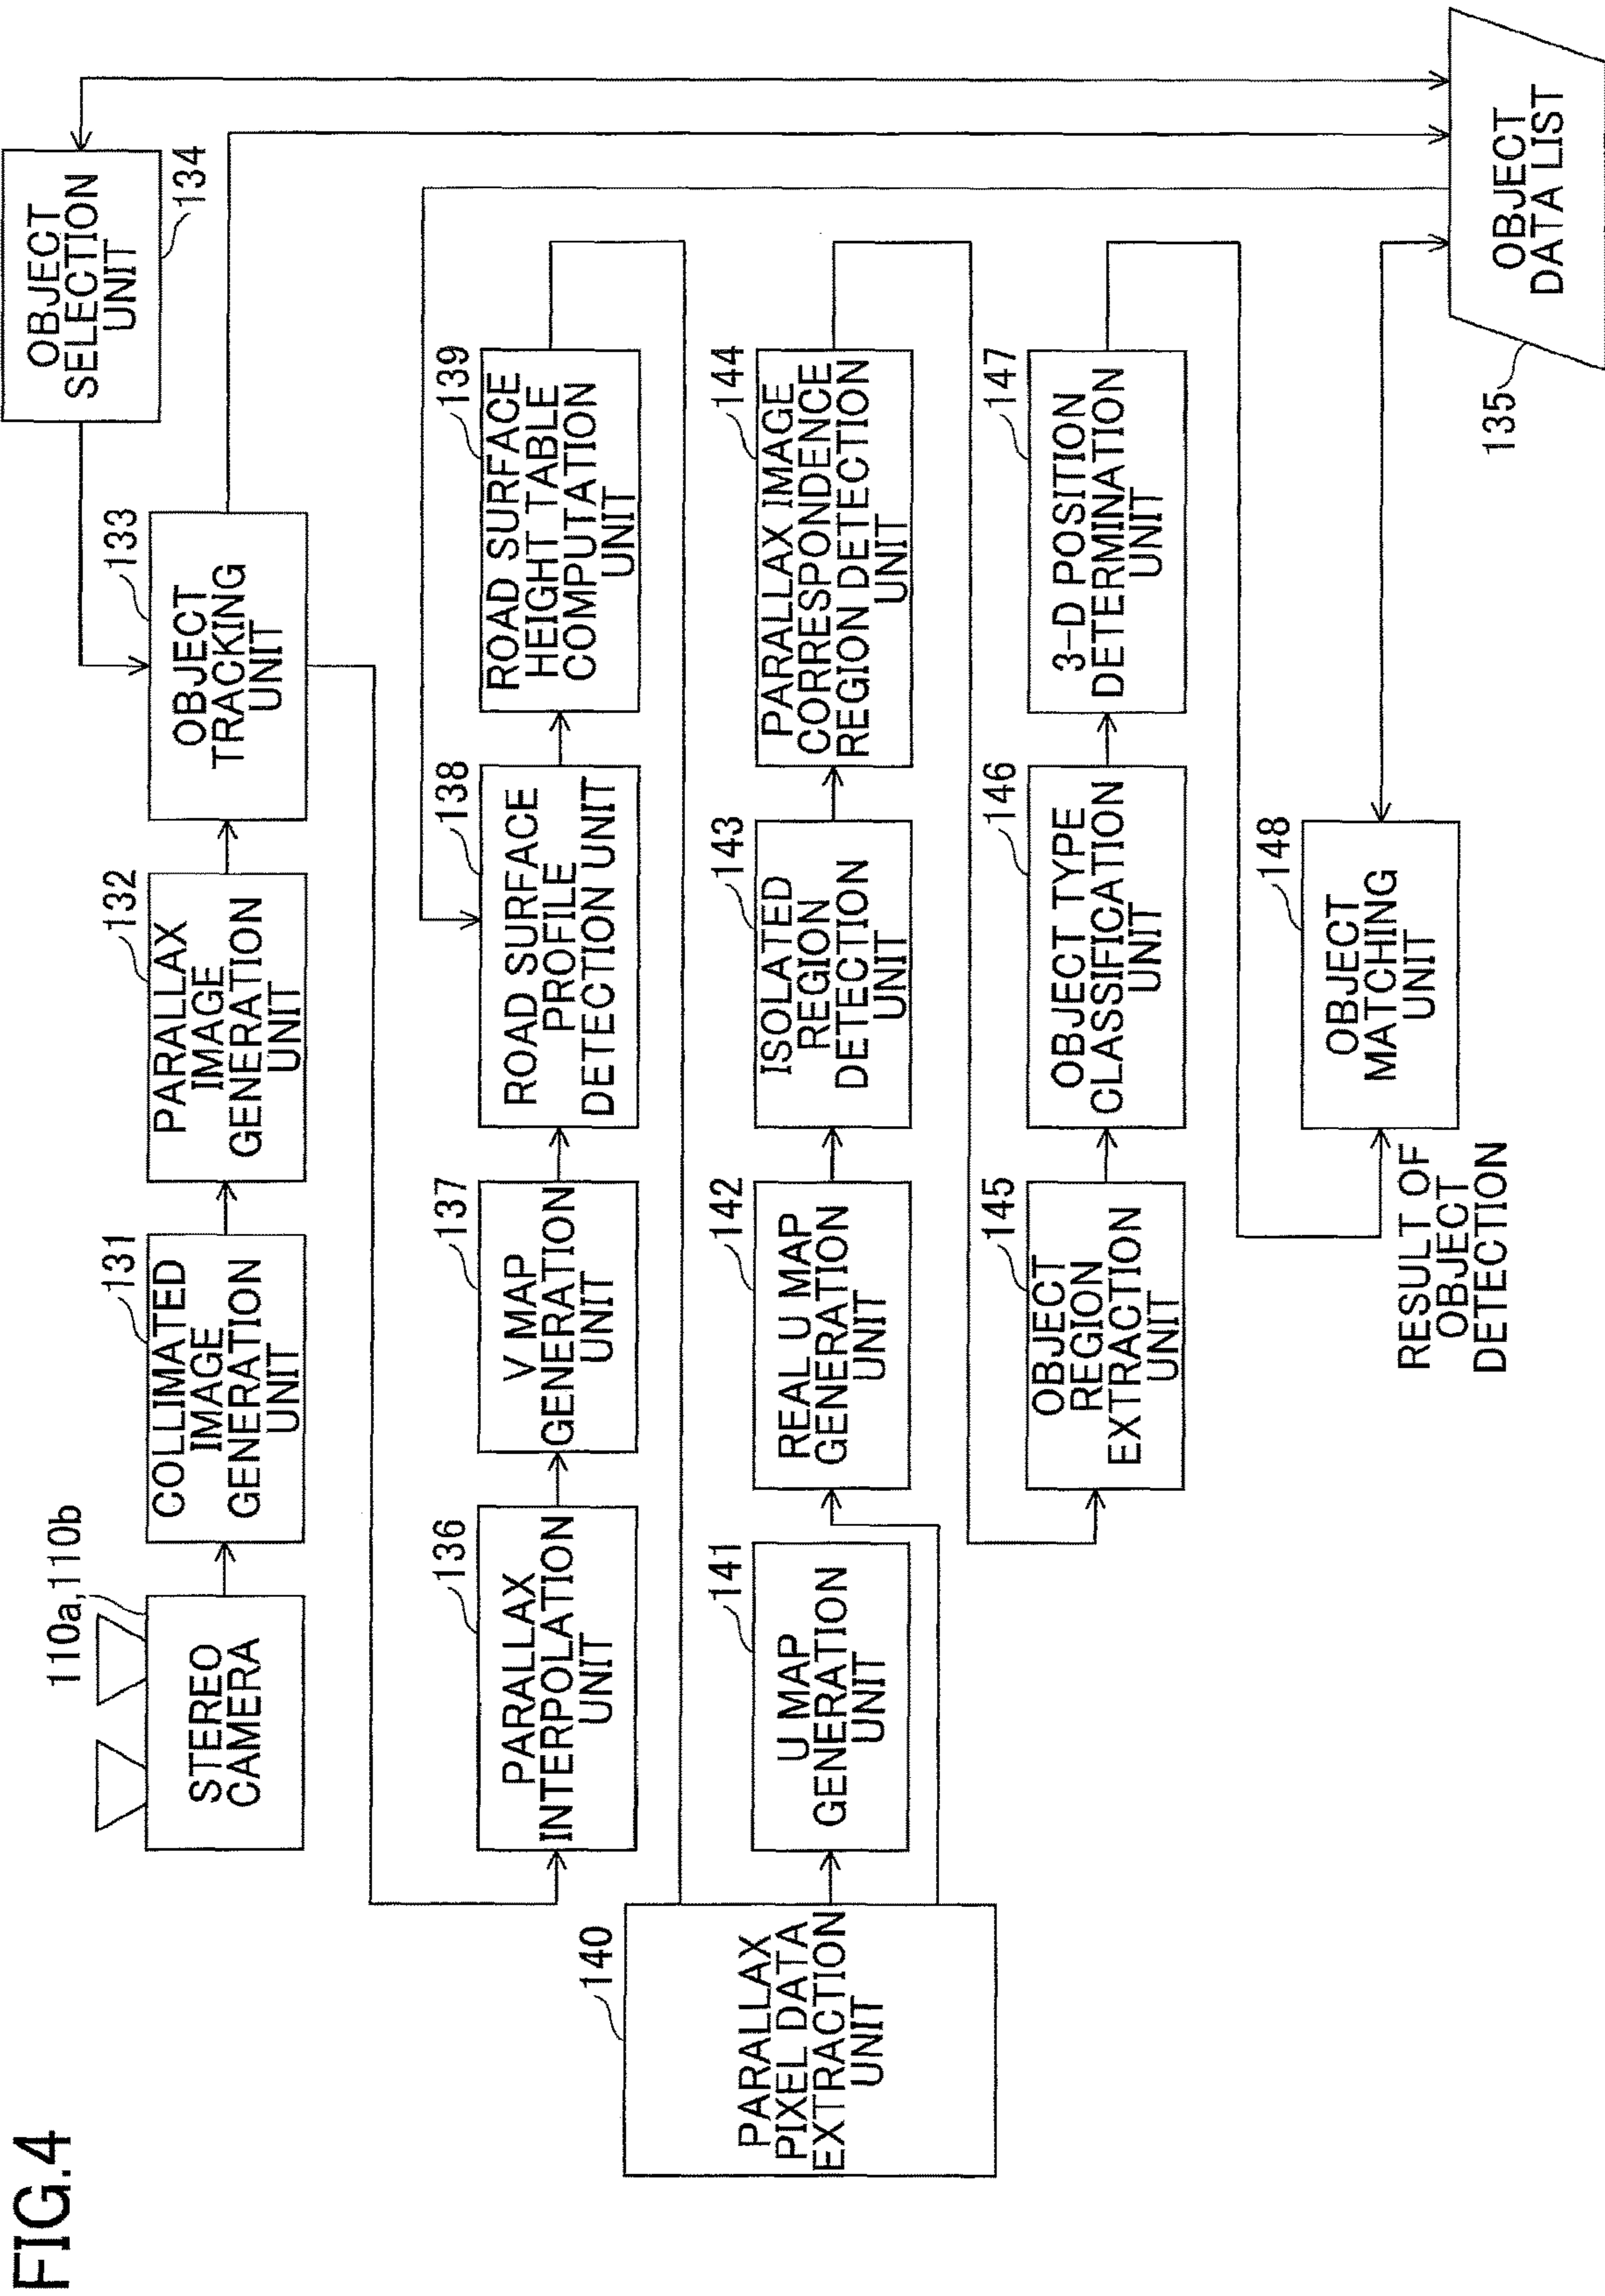 FIG.4
110a,110b
STEREO
CAMERA
131
COLLIMATED
IMAGE
GENERATION
UNIT
132
PARALLAX
IMAGE
GENERATION
UNIT
133
OBJECT
TRACKING
UNIT
OBJECT
SELECTION
UNIT
134
136
PARALLAX
INTERPOLATION
UNIT
137
V MAP
GENERATION
UNIT
138
ROAD SURFACE
PROFILE
DETECTION UNIT
139
ROAD SURFACE
HEIGHT TABLE
COMPUTATION
UNIT
140
PARALLAX
PIXEL DATA
EXTRACTION
UNIT
141
U MAP
GENERATION
UNIT
142
REAL U MAP
GENERATION
UNIT
143
ISOLATED
REGION
DETECTION
UNIT
144
PARALLAX IMAGE
CORRESPONDENCE
REGION DETECTION
UNIT
145
OBJECT
REGION
EXTRACTION
UNIT
146
OBJECT TYPE
CLASSIFICATION
UNIT
147
3-D POSITION
DETERMINATION
UNIT
148
OBJECT
MATCHING
UNIT
RESULT OF
OBJECT
DETECTION
135
OBJECT
DATA LIST